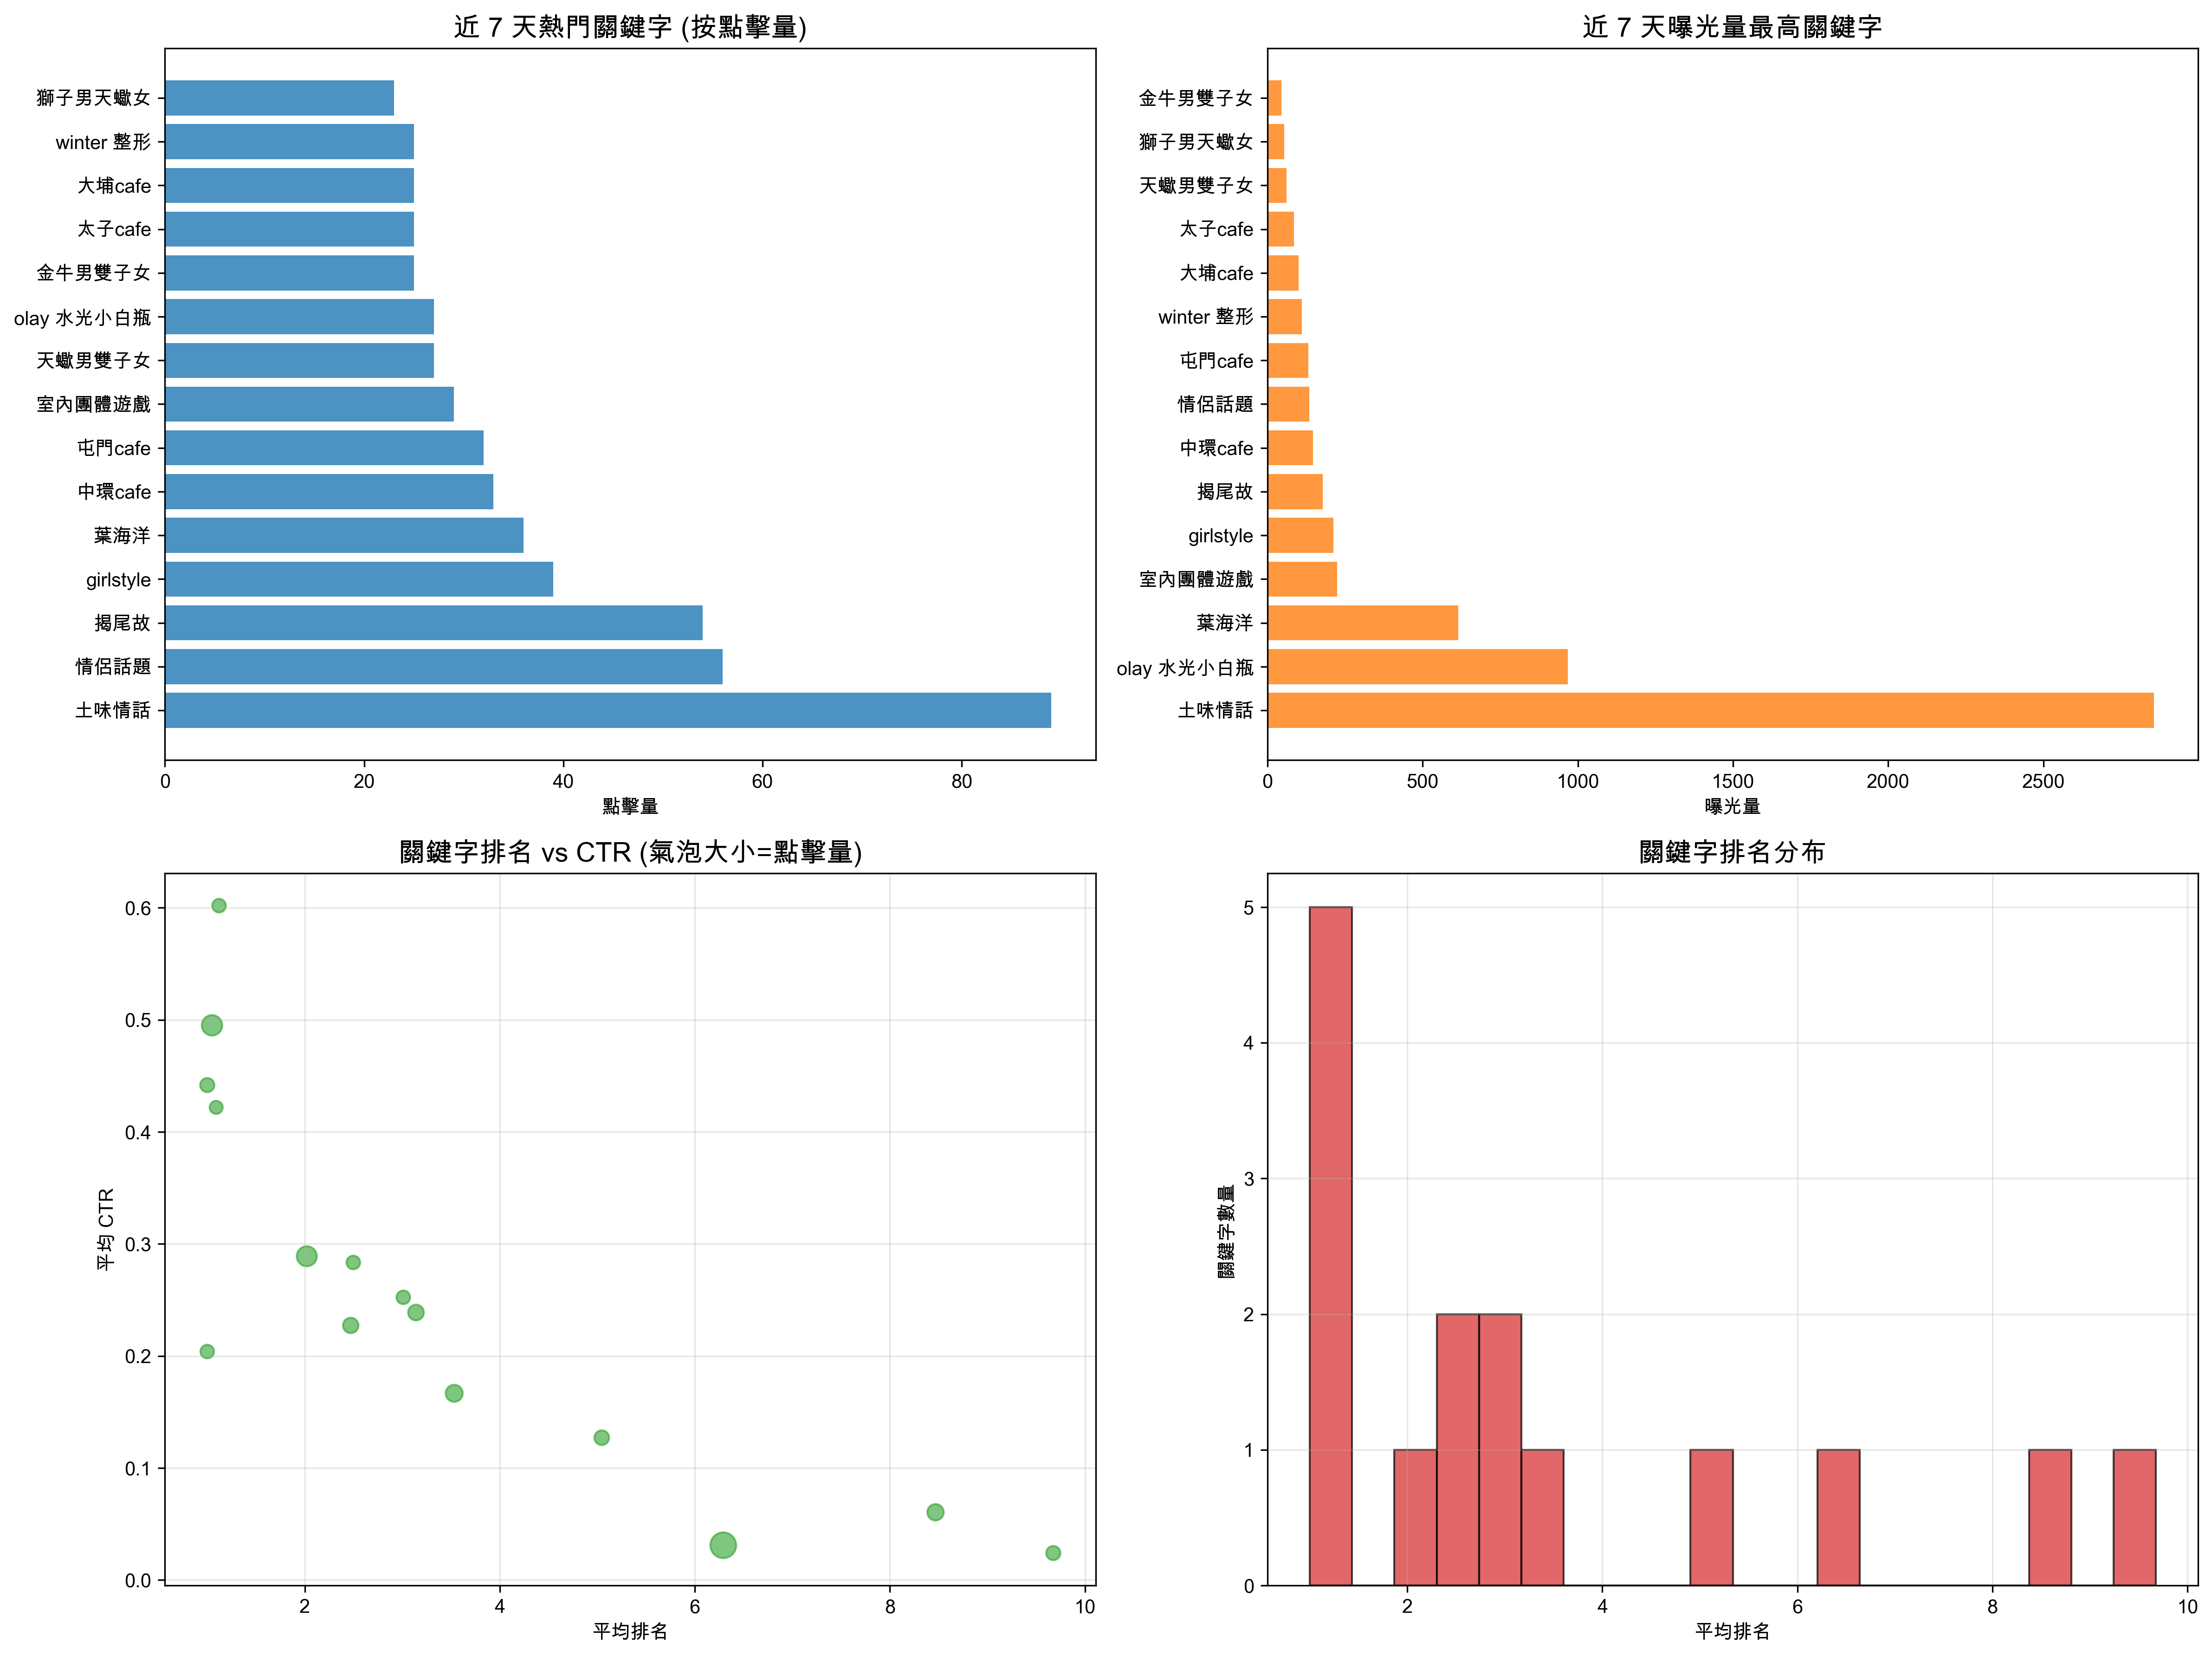 近 7 天熱門關鍵字 (按點擊量)
獅子男天蠍女
winter 整形
大埔cafe
太子cafe
金牛男雙子女
olay 水光小白瓶
天蠍男雙子女
室內團體遊戲
屯門cafe
中環cafe
葉海洋
girlstyle
揭尾故
情侶話題
土味情話
0 20 40 60 80
點擊量
近 7 天曝光量最高關鍵字
金牛男雙子女
獅子男天蠍女
天蠍男雙子女
太子cafe
大埔cafe
winter 整形
屯門cafe
情侶話題
中環cafe
揭尾故
girlstyle
室內團體遊戲
葉海洋
olay 水光小白瓶
土味情話
0 500 1000 1500 2000 2500
曝光量
關鍵字排名 vs CTR (氣泡大小=點擊量)
平均 CTR
0.6
0.5
0.4
0.3
0.2
0.1
0.0
2 4 6 8 10
平均排名
關鍵字排名分布
關鍵字數量
5
4
3
2
1
0
2 4 6 8 10
平均排名